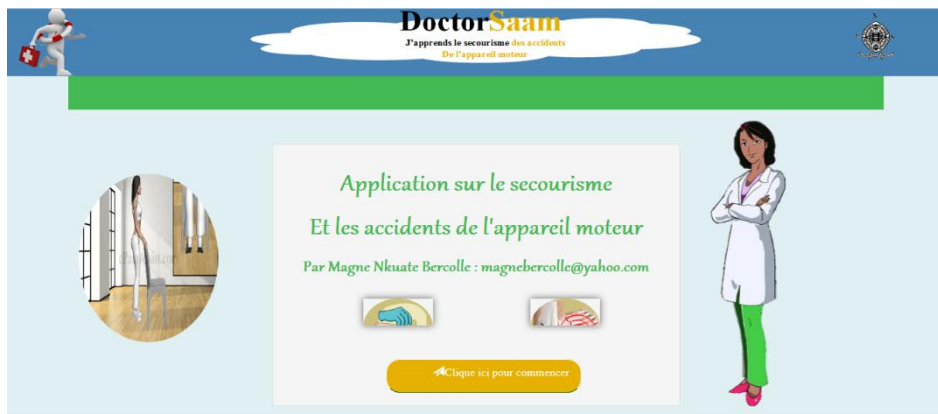 DoctorSaam
J'apprends le secourisme des accidents
De l'appareil moteur
Application sur le secourisme
Et les accidents de l'appareil moteur
Par Magne Nkuate Bercolle : magnebercolle@yahoo.com
Clique ici pour commencer